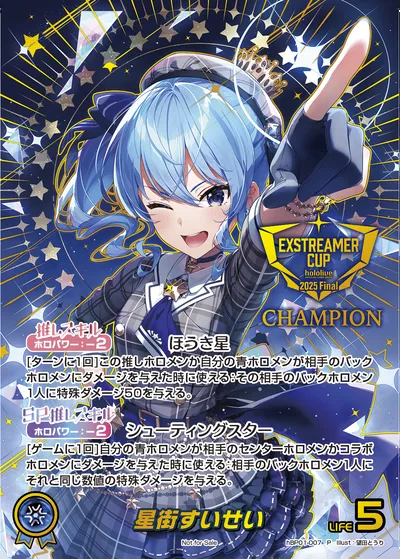 EXSTREAMER
CUP
hololive
2025 Final
CHAMPION
推しスキル
ホロパワー：－2
ほうき星
[ターンに1回]この推しホロメンか自分の青ホロメンが相手のバック
ホロメンにダメージを与えた時に使える：その相手のバックホロメン
1人に特殊ダメージ50を与える。
SP推しスキル
ホロパワー：－2
シューティングスター
[ゲームに1回]自分の青ホロメンが相手のセンターホロメンかコラボ
ホロメンにダメージを与えた時に使える：相手のバックホロメン1人に
それと同じ数値の特殊ダメージを与える。
星街すいせい
LIFE 5
Not for Sale
hBP01-007 P Illust：望田とうり